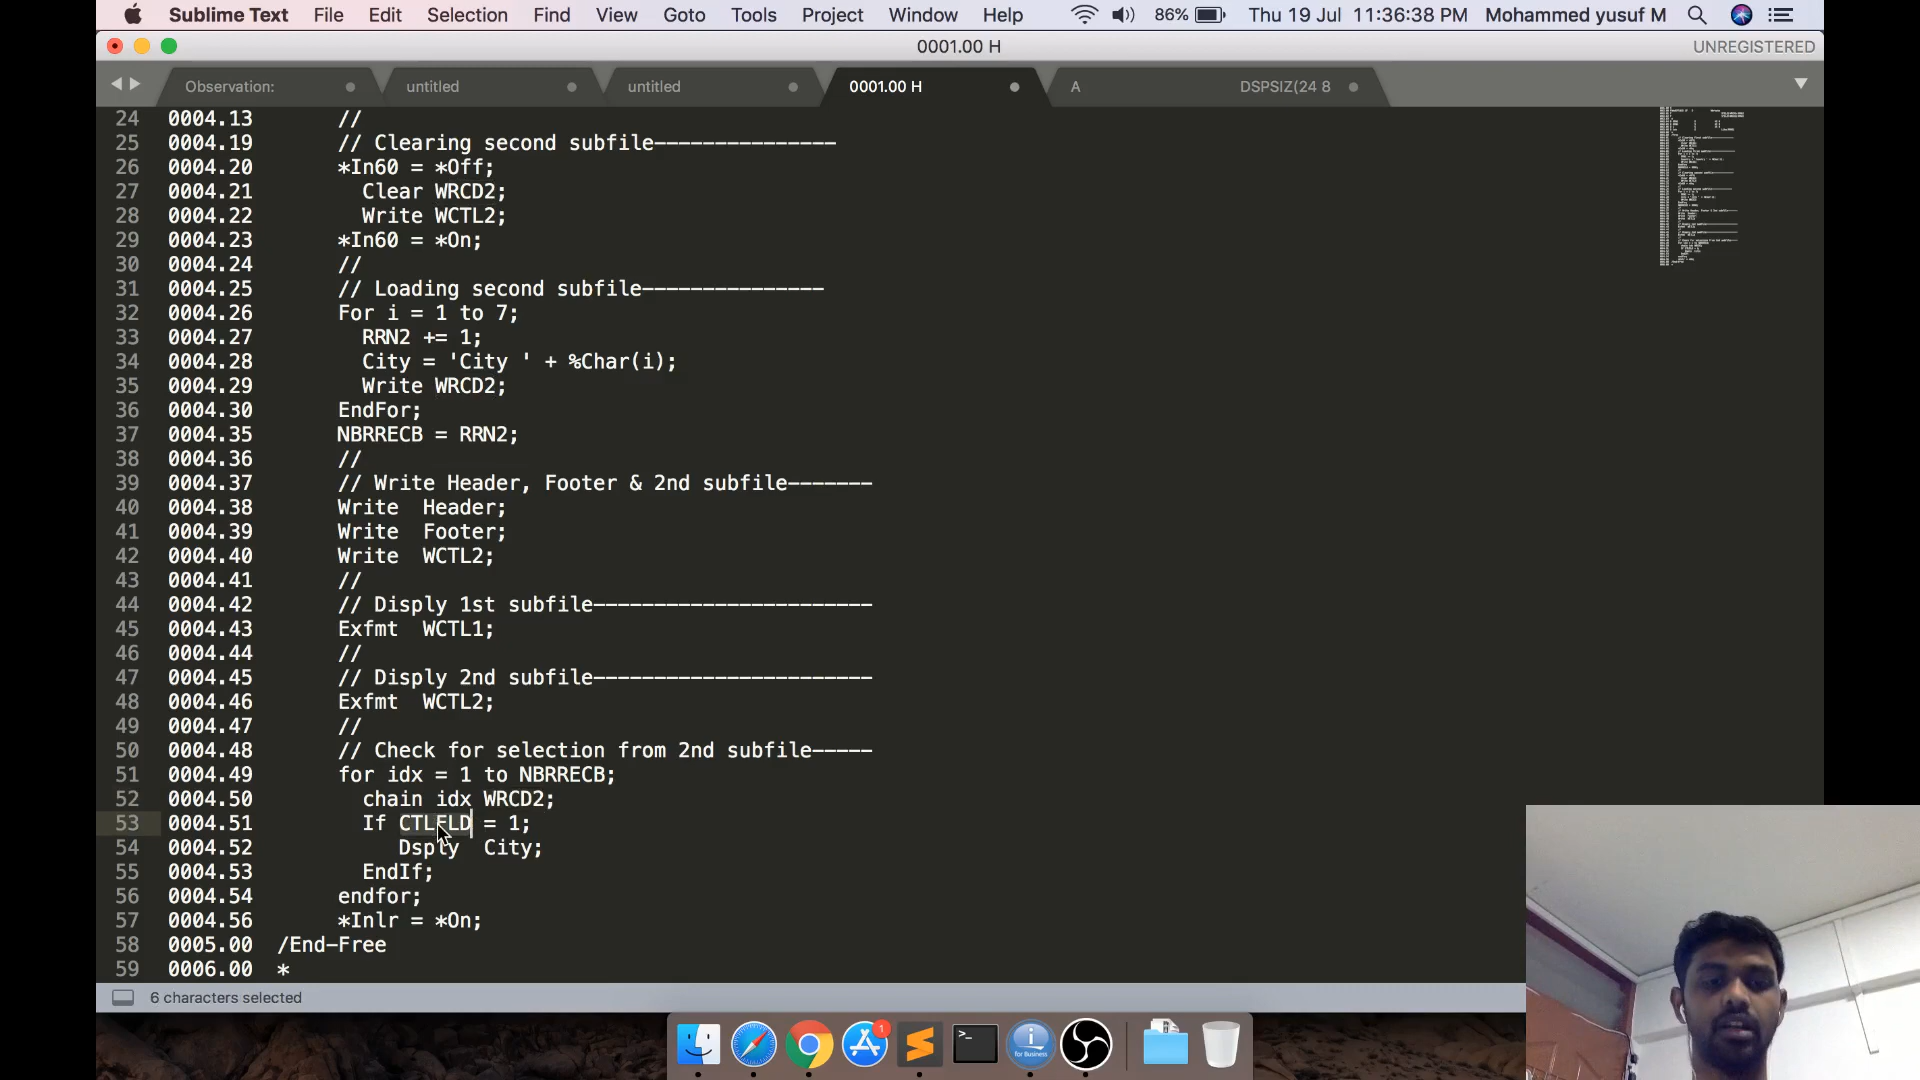 Sublime Text File Edit Selection Find View Goto Tools Project Window Help 86% Thu 19 Jul 11:36:38 PM Mohammed yusuf M
0001.00 H UNREGISTERED
Observation: untitled untitled 0001.00 H A DSPSIZ(24 8
24 0004.13 //
25 0004.19 // Clearing second subfile---------------
26 0004.20 *In60 = *Off;
27 0004.21 Clear WRCD2;
28 0004.22 Write WCTL2;
29 0004.23 *In60 = *On;
30 0004.24 //
31 0004.25 // Loading second subfile---------------
32 0004.26 For i = 1 to 7;
33 0004.27 RRN2 += 1;
34 0004.28 City = 'City ' + %Char(i);
35 0004.29 Write WRCD2;
36 0004.30 EndFor;
37 0004.35 NBRRECB = RRN2;
38 0004.36 //
39 0004.37 // Write Header, Footer & 2nd subfile-------
40 0004.38 Write Header;
41 0004.39 Write Footer;
42 0004.40 Write WCTL2;
43 0004.41 //
44 0004.42 // Disply 1st subfile-----------------------
45 0004.43 Exfmt WCTL1;
46 0004.44 //
47 0004.45 // Disply 2nd subfile-----------------------
48 0004.46 Exfmt WCTL2;
49 0004.47 //
50 0004.48 // Check for selection from 2nd subfile-----
51 0004.49 for idx = 1 to NBRRECB;
52 0004.50 chain idx WRCD2;
53 0004.51 If CTLFLD = 1;
54 0004.52 Dsply City;
55 0004.53 EndIf;
56 0004.54 endfor;
57 0004.56 *Inlr = *On;
58 0005.00 /End-Free
59 0006.00 *
6 characters selected
1
i
for Business